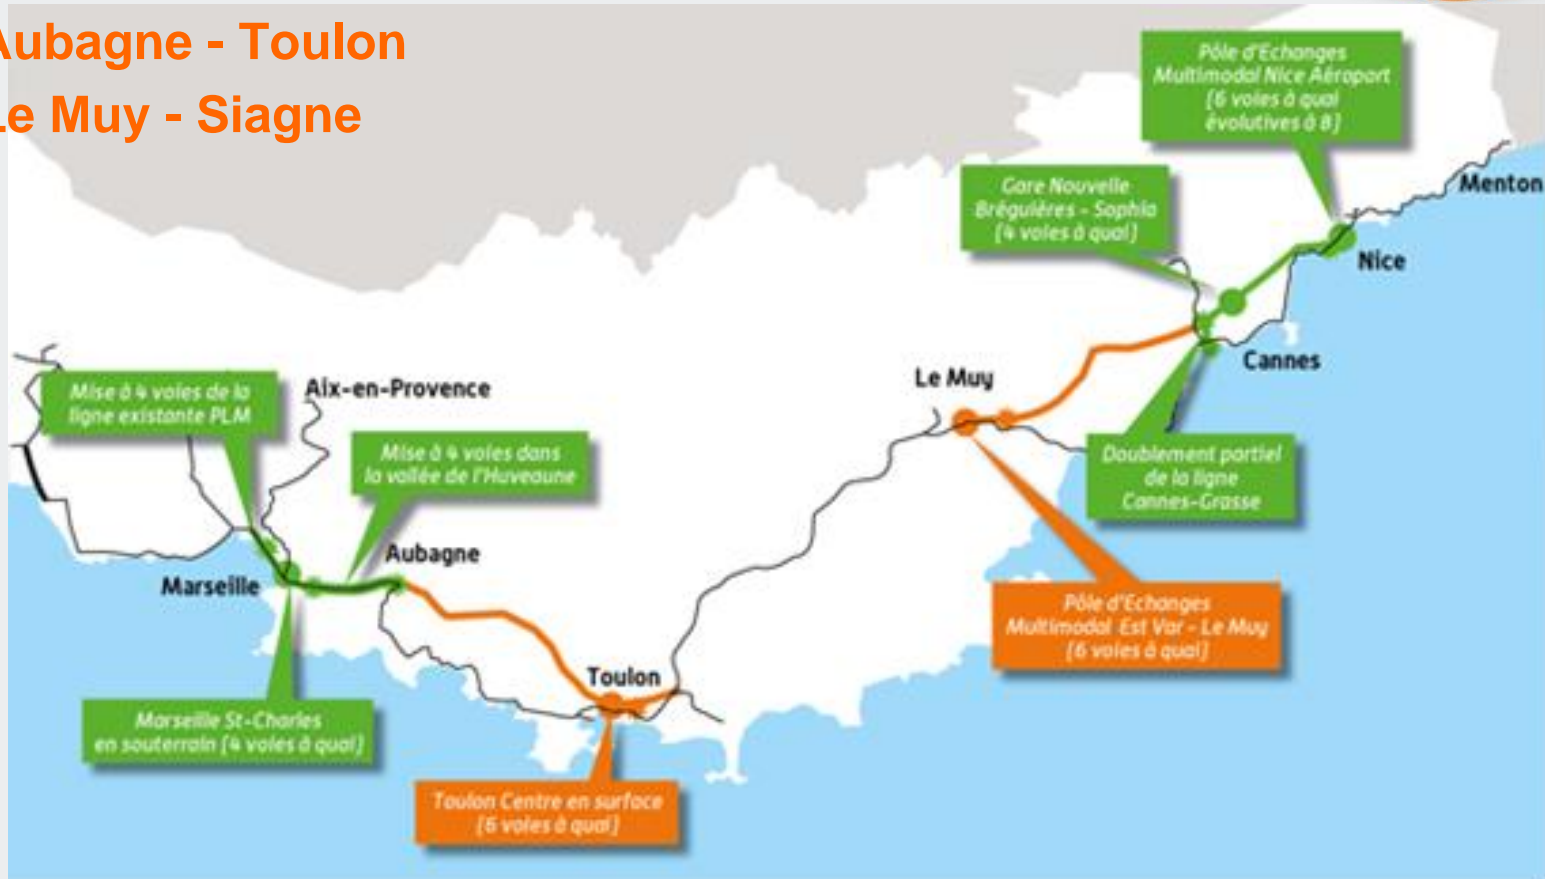 Aubagne - Toulon
Le Muy - Siagne
Pôle d'Echanges
Multimodal Nice Aéroport
(6 voies à quai
évolutives à 8)
Menton
Gare Nouvelle
Bréguières - Sophia
(4 voies à quai)
Nice
Cannes
Le Muy
Mise à 4 voies de la
ligne existante PLM
Aix-en-Provence
Mise à 4 voies dans
la vallée de l'Huveaune
Doublement partiel
de la ligne
Cannes-Grasse
Aubagne
Marseille
Pôle d'Echanges
Multimodal Est Var - Le Muy
(6 voies à quai)
Toulon
Marseille St-Charles
en souterrain (4 voies à quai)
Toulon Centre en surface
(6 voies à quai)